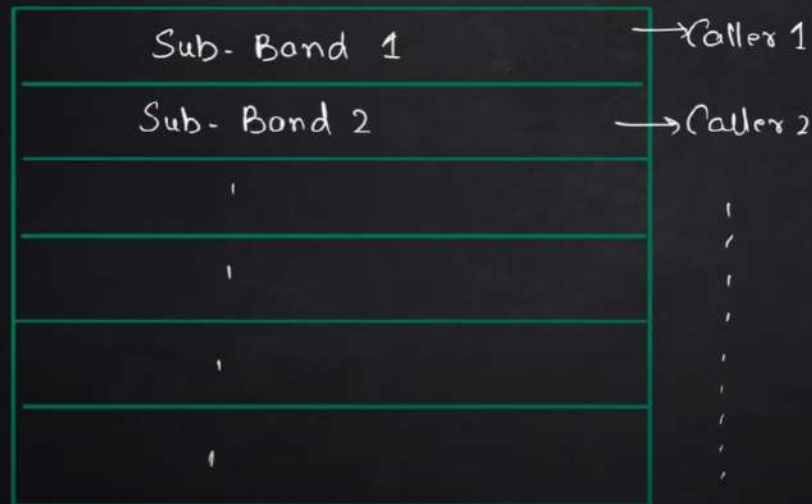 Sub-Band 1 → Caller 1
Sub-Band 2 → Caller 2